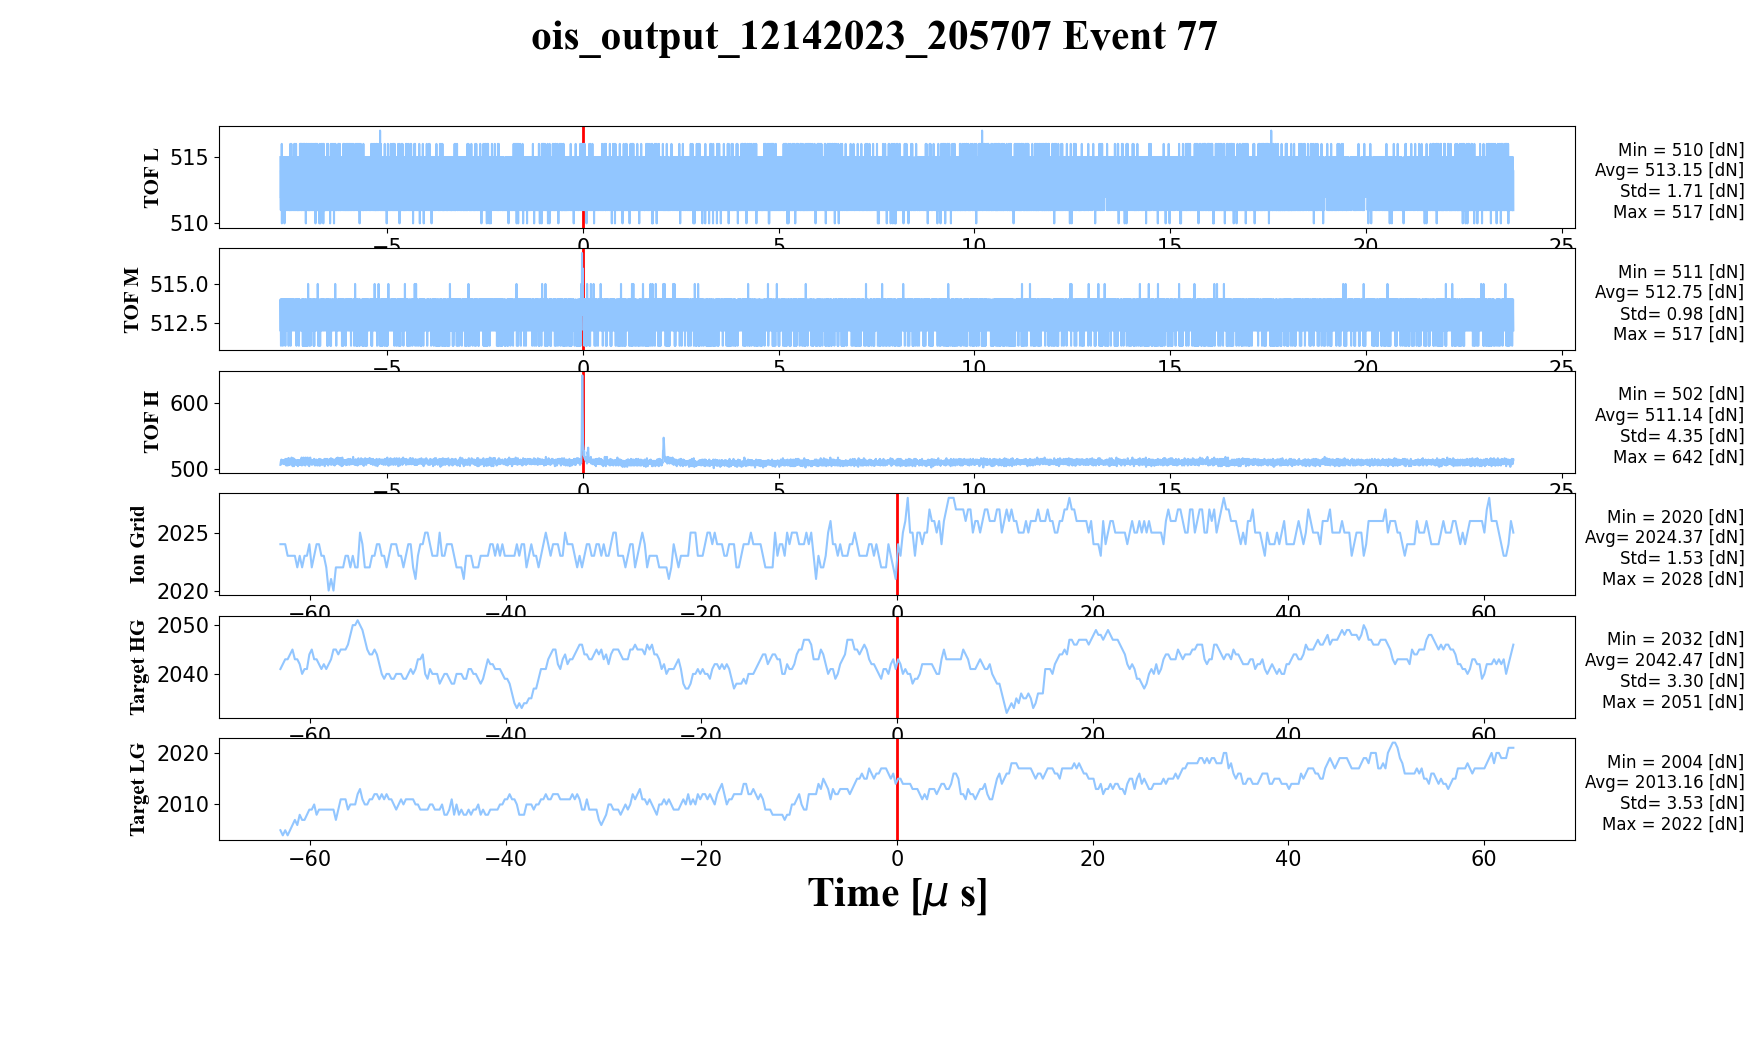 ois_output_12142023_205707 Event 77
TOF L
515
510
Min = 510 [dN]
Avg= 513.15 [dN]
Std= 1.71 [dN]
Max = 517 [dN]
−5 0 5 10 15 20 25
TOF M
515.0
512.5
Min = 511 [dN]
Avg= 512.75 [dN]
Std= 0.98 [dN]
Max = 517 [dN]
−5 0 5 10 15 20 25
TOF H
600
500
Min = 502 [dN]
Avg= 511.14 [dN]
Std= 4.35 [dN]
Max = 642 [dN]
−5 0 5 10 15 20 25
Ion Grid
2025
2020
Min = 2020 [dN]
Avg= 2024.37 [dN]
Std= 1.53 [dN]
Max = 2028 [dN]
−60 −40 −20 0 20 40 60
Target HG
2050
2040
Min = 2032 [dN]
Avg= 2042.47 [dN]
Std= 3.30 [dN]
Max = 2051 [dN]
−60 −40 −20 0 20 40 60
Target LG
2020
2010
Min = 2004 [dN]
Avg= 2013.16 [dN]
Std= 3.53 [dN]
Max = 2022 [dN]
−60 −40 −20 0 20 40 60
Time [μ s]